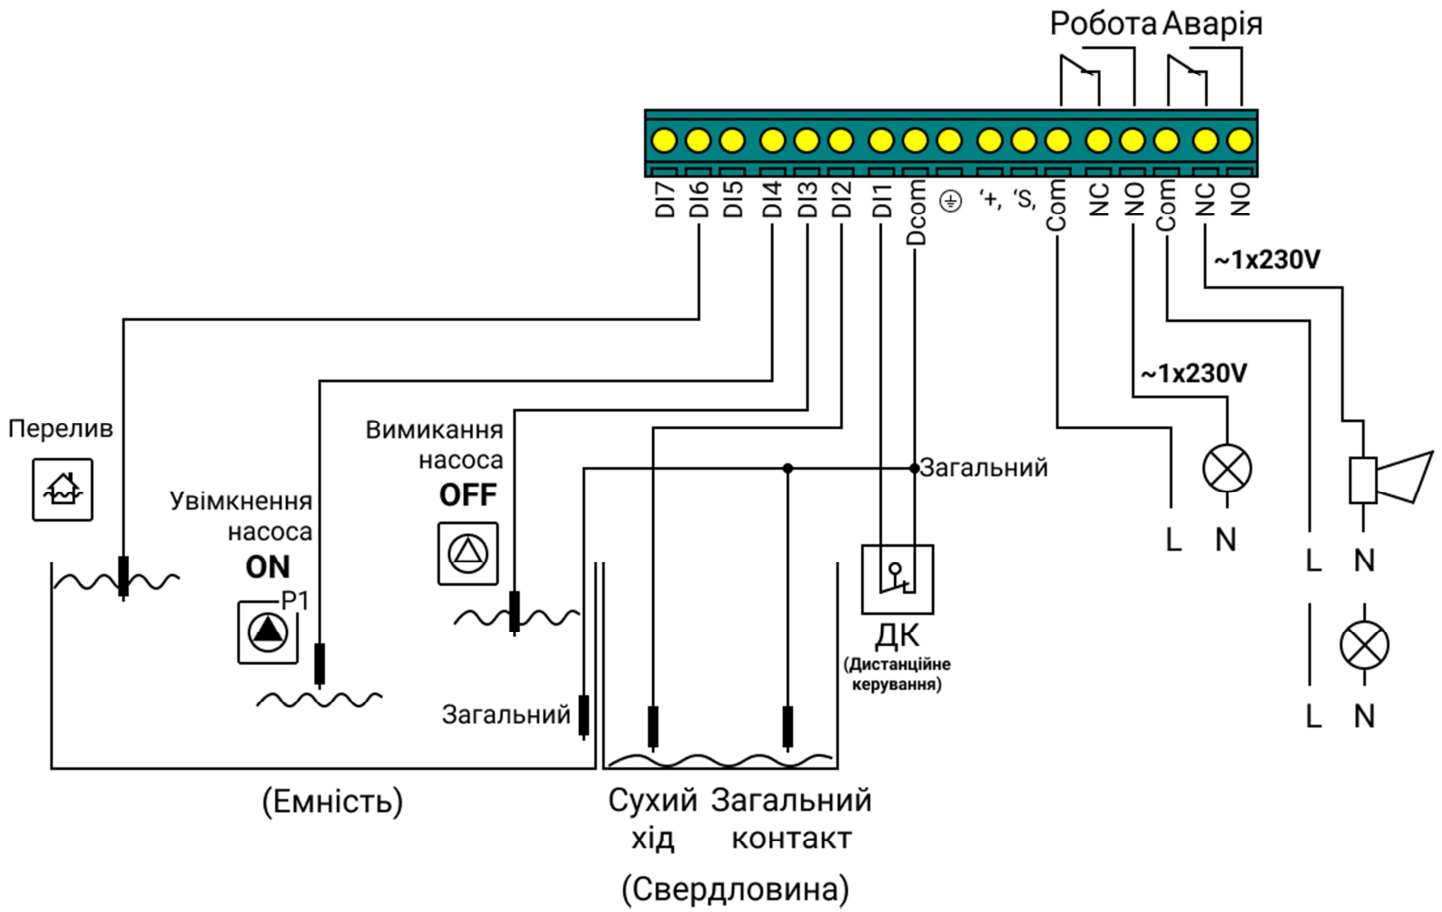 Робота Аварія
DI7 DI6 DI5 DI4 DI3 DI2 DI1 Dcom ‘+, ‘S, Com NC NO Com NC NO
~1x230V
~1x230V
Перелив
Вимикання
насоса
OFF
Загальний
Увімкнення
насоса
ON
P1
L N
L N
ДК
(Дистанційне
керування)
Загальний
L N
(Емність)
Сухий
хід
Загальний
контакт
(Свердловина)